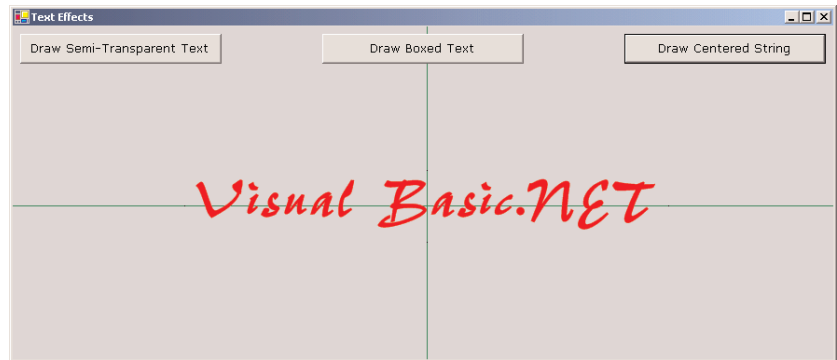 Text Effects
Draw Semi-Transparent Text Draw Boxed Text Draw Centered String
Visual Basic.NET